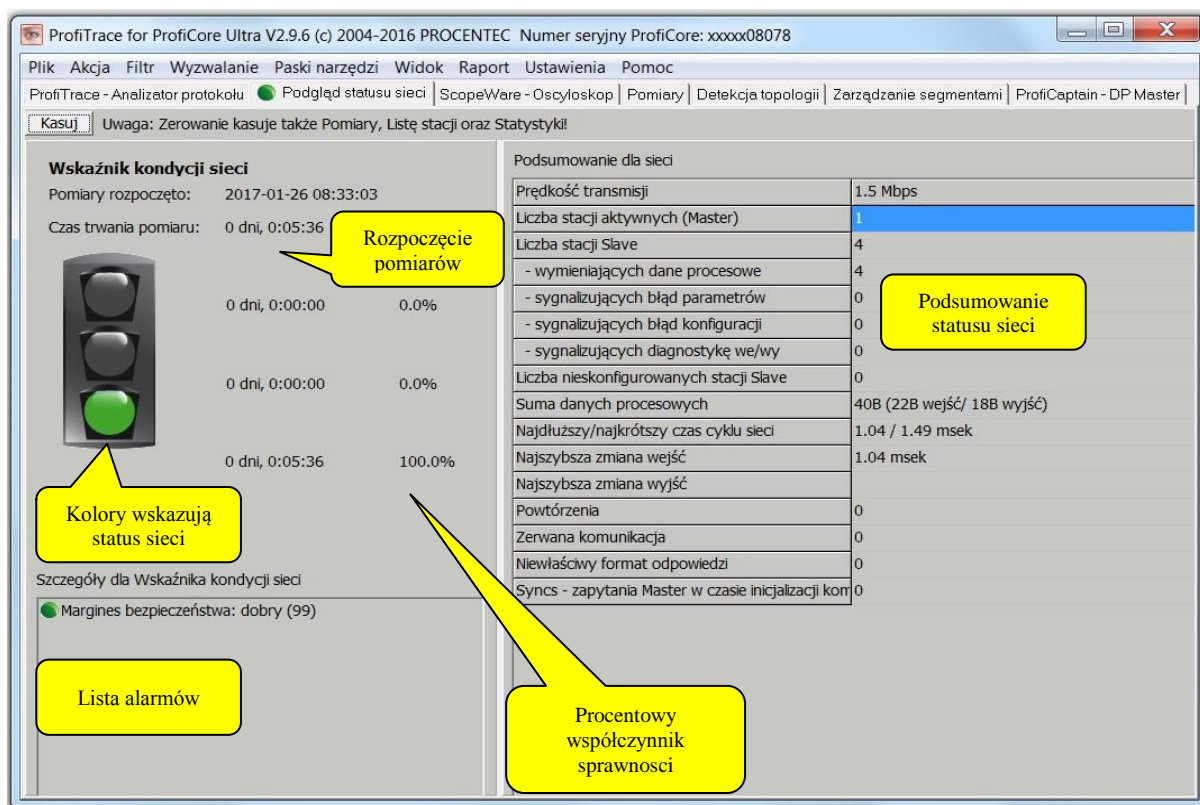 ProfiTrace for ProfiCore Ultra V2.9.6 (c) 2004-2016 PROCENTEC Numer seryjny ProfiCore: xxxxx08078
Plik Akcja Filtr Wyzwalanie Paski narzędzi Widok Raport Ustawienia Pomoc
ProfiTrace - Analizator protokołu Podgląd statusu sieci ScopeWare - Oscyloskop Pomiary Detekcja topologii Zarządzanie segmentami ProfiCaptain - DP Master
Kasuj Uwaga: Zerowanie kasuje także Pomiary, Listę stacji oraz Statystyki!
Wskaźnik kondycji sieci
Pomiary rozpoczęto: 2017-01-26 08:33:03
Czas trwania pomiaru: 0 dni, 0:05:36
Rozpoczęcie
pomiarów
0 dni, 0:00:00 0.0%
0 dni, 0:00:00 0.0%
0 dni, 0:05:36 100.0%
Kolory wskazują
status sieci
Szczegóły dla Wskaźnika kondycji sieci
Margines bezpieczeństwa: dobry (99)
Lista alarmów
Podsumowanie dla sieci
Prędkość transmisji 1.5 Mbps
Liczba stacji aktywnych (Master) 1
Liczba stacji Slave 4
- wymieniających dane procesowe 4
- sygnalizujących błąd parametrów 0
- sygnalizujących błąd konfiguracji 0
- sygnalizujących diagnostykę we/wy 0
Liczba nieskonfigurowanych stacji Slave 0
Suma danych procesowych 40B (22B wejść/ 18B wyjść)
Najdłuższy/najkrótszy czas cyklu sieci 1.04 / 1.49 msek
Najszybsza zmiana wejść 1.04 msek
Najszybsza zmiana wyjść
Powtórzenia 0
Zerwana komunikacja 0
Niewłaściwy format odpowiedzi 0
Syncs - zapytania Master w czasie inicjalizacji kom 0
Podsumowanie
statusu sieci
Procentowy
współczynnik
sprawnosci